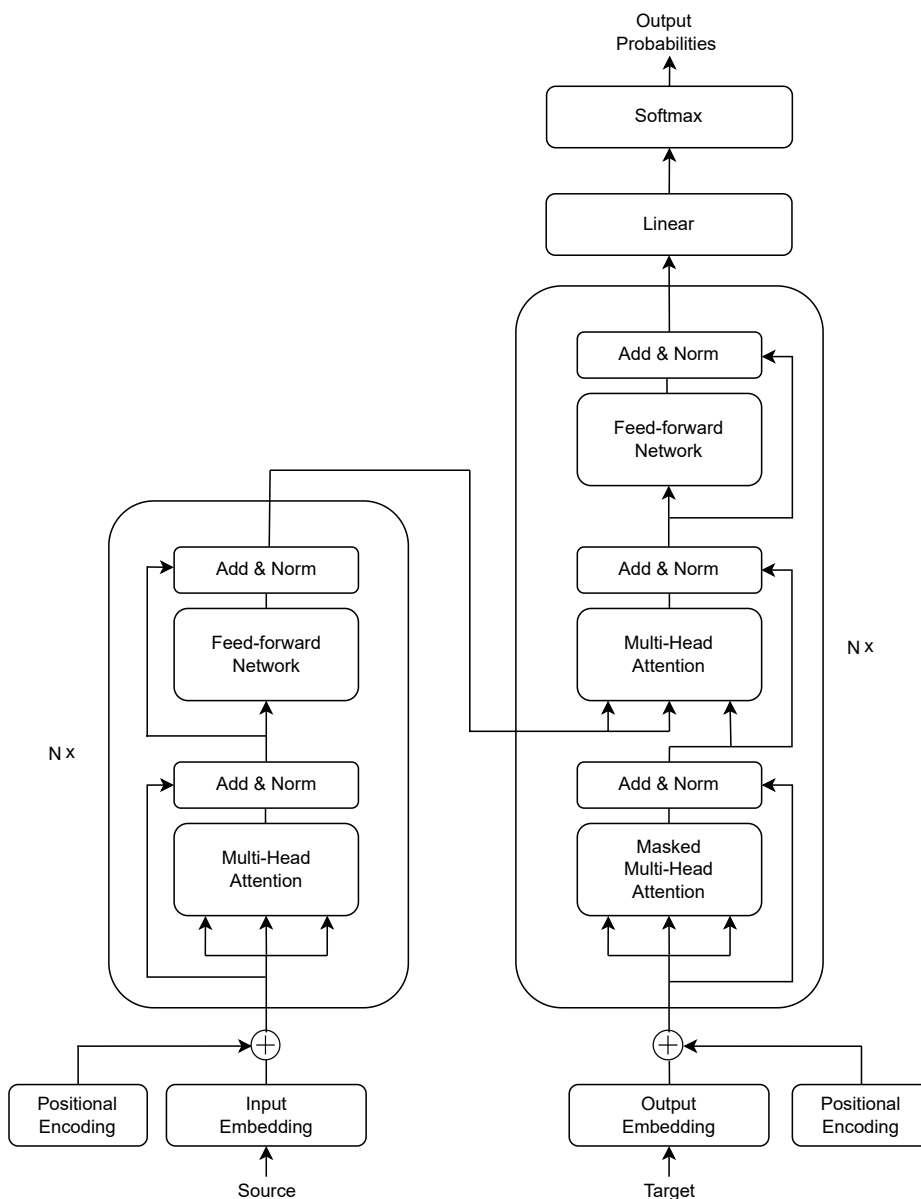 Output
Probabilities
Softmax
Linear
Add & Norm
Feed-forward
Network
Add & Norm
Multi-Head
Attention
N x
Add & Norm
Masked
Multi-Head
Attention
Add & Norm
Feed-forward
Network
N x
Add & Norm
Multi-Head
Attention
Positional
Encoding
Input
Embedding
Output
Embedding
Positional
Encoding
Source
Target